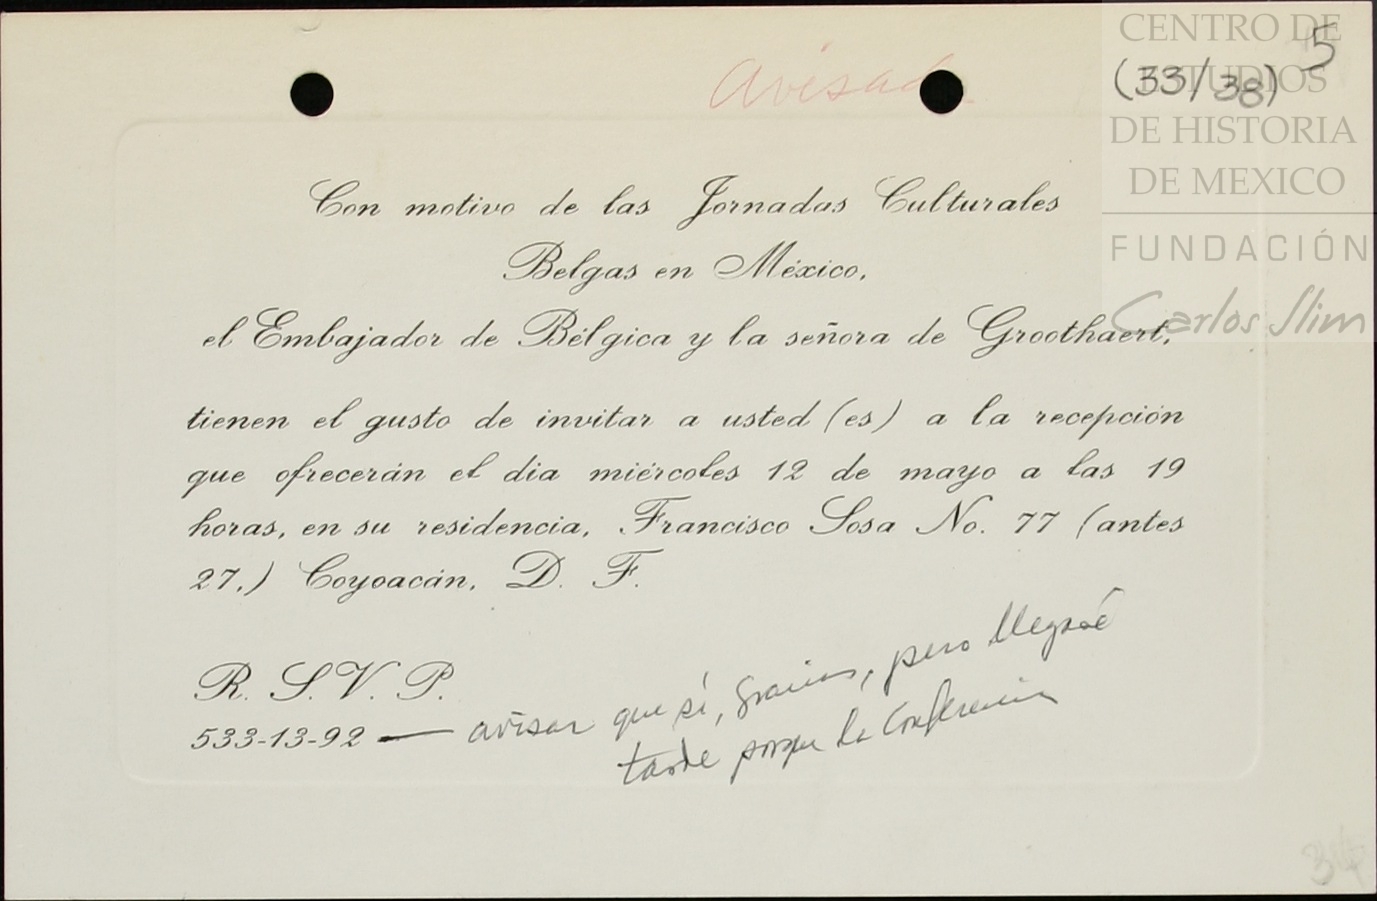 Avisado.
5
(33/38)
CENTRO DE
ESTUDIOS
DE HISTORIA
DE MEXICO
FUNDACIÓN
Carlos Slim
Con motivo de las Jornadas Culturales
Belgas en México,
el Embajador de Bélgica y la señora de Groothaert,
tienen el gusto de invitar a usted (es) a la recepción
que ofrecerán el dia miércoles 12 de mayo a las 19
horas, en su residencia, Francisco Sosa No. 77 (antes
27,) Coyoacán, D. F.
R. S. V. P.
533-13-92 — avisar que sí, gracias, pero llegaré
tarde porque la Conferencia